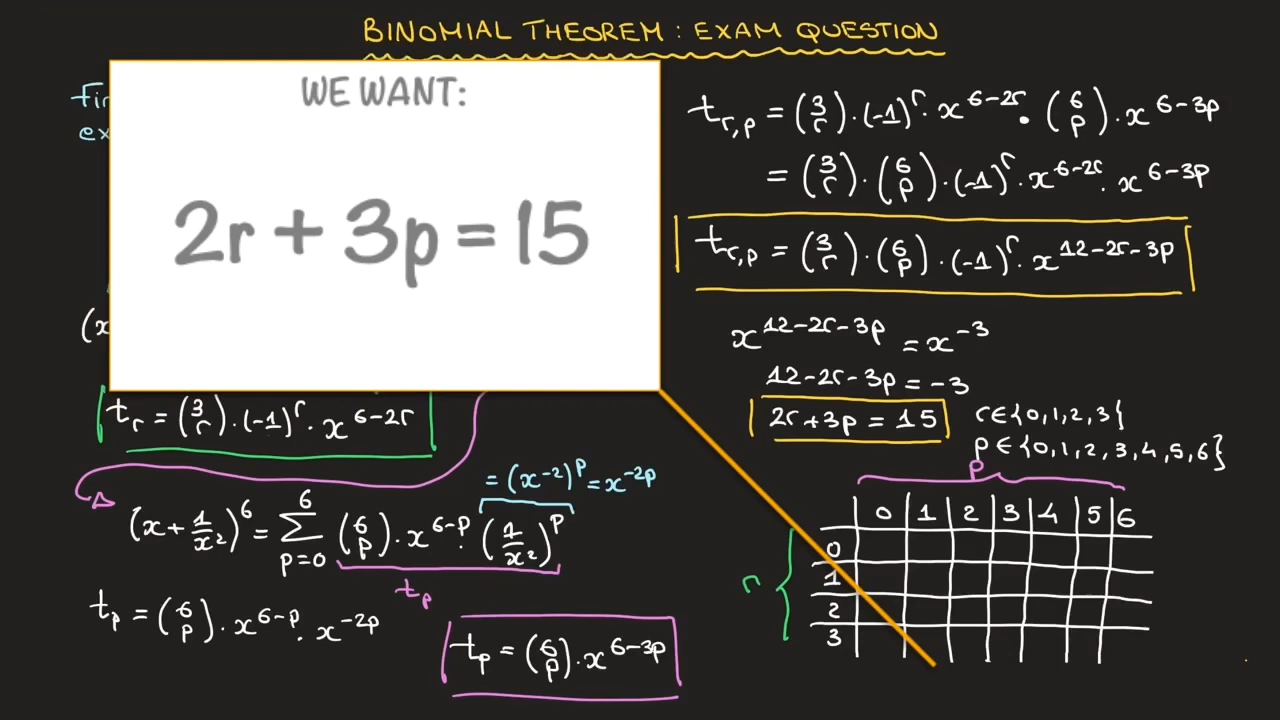 BINOMIAL THEOREM : EXAM QUESTION
Fin
ex
WE WANT:
2r + 3p = 15
(x
t_r = (3 r) · (-1)^r · x^{6-2r}
= (x^{-2})^p = x^{-2p}
(x + 1/x²)^6 = Σ_{p=0}^{6} (6 p) · x^{6-p} · (1/x²)^p
t_p
t_p = (6 p) · x^{6-p} · x^{-2p}
t_p = (6 p) · x^{6-3p}
t_{r,p} = (3 r) · (-1)^r · x^{6-2r} · (6 p) · x^{6-3p}
= (3 r) · (6 p) · (-1)^r · x^{6-2r} · x^{6-3p}
t_{r,p} = (3 r) · (6 p) · (-1)^r · x^{12-2r-3p}
x^{12-2r-3p} = x^{-3}
12-2r-3p = -3
2r+3p = 15
r∈{0,1,2,3}
p∈{0,1,2,3,4,5,6}
p
0 1 2 3 4 5 6
r
0
1
2
3